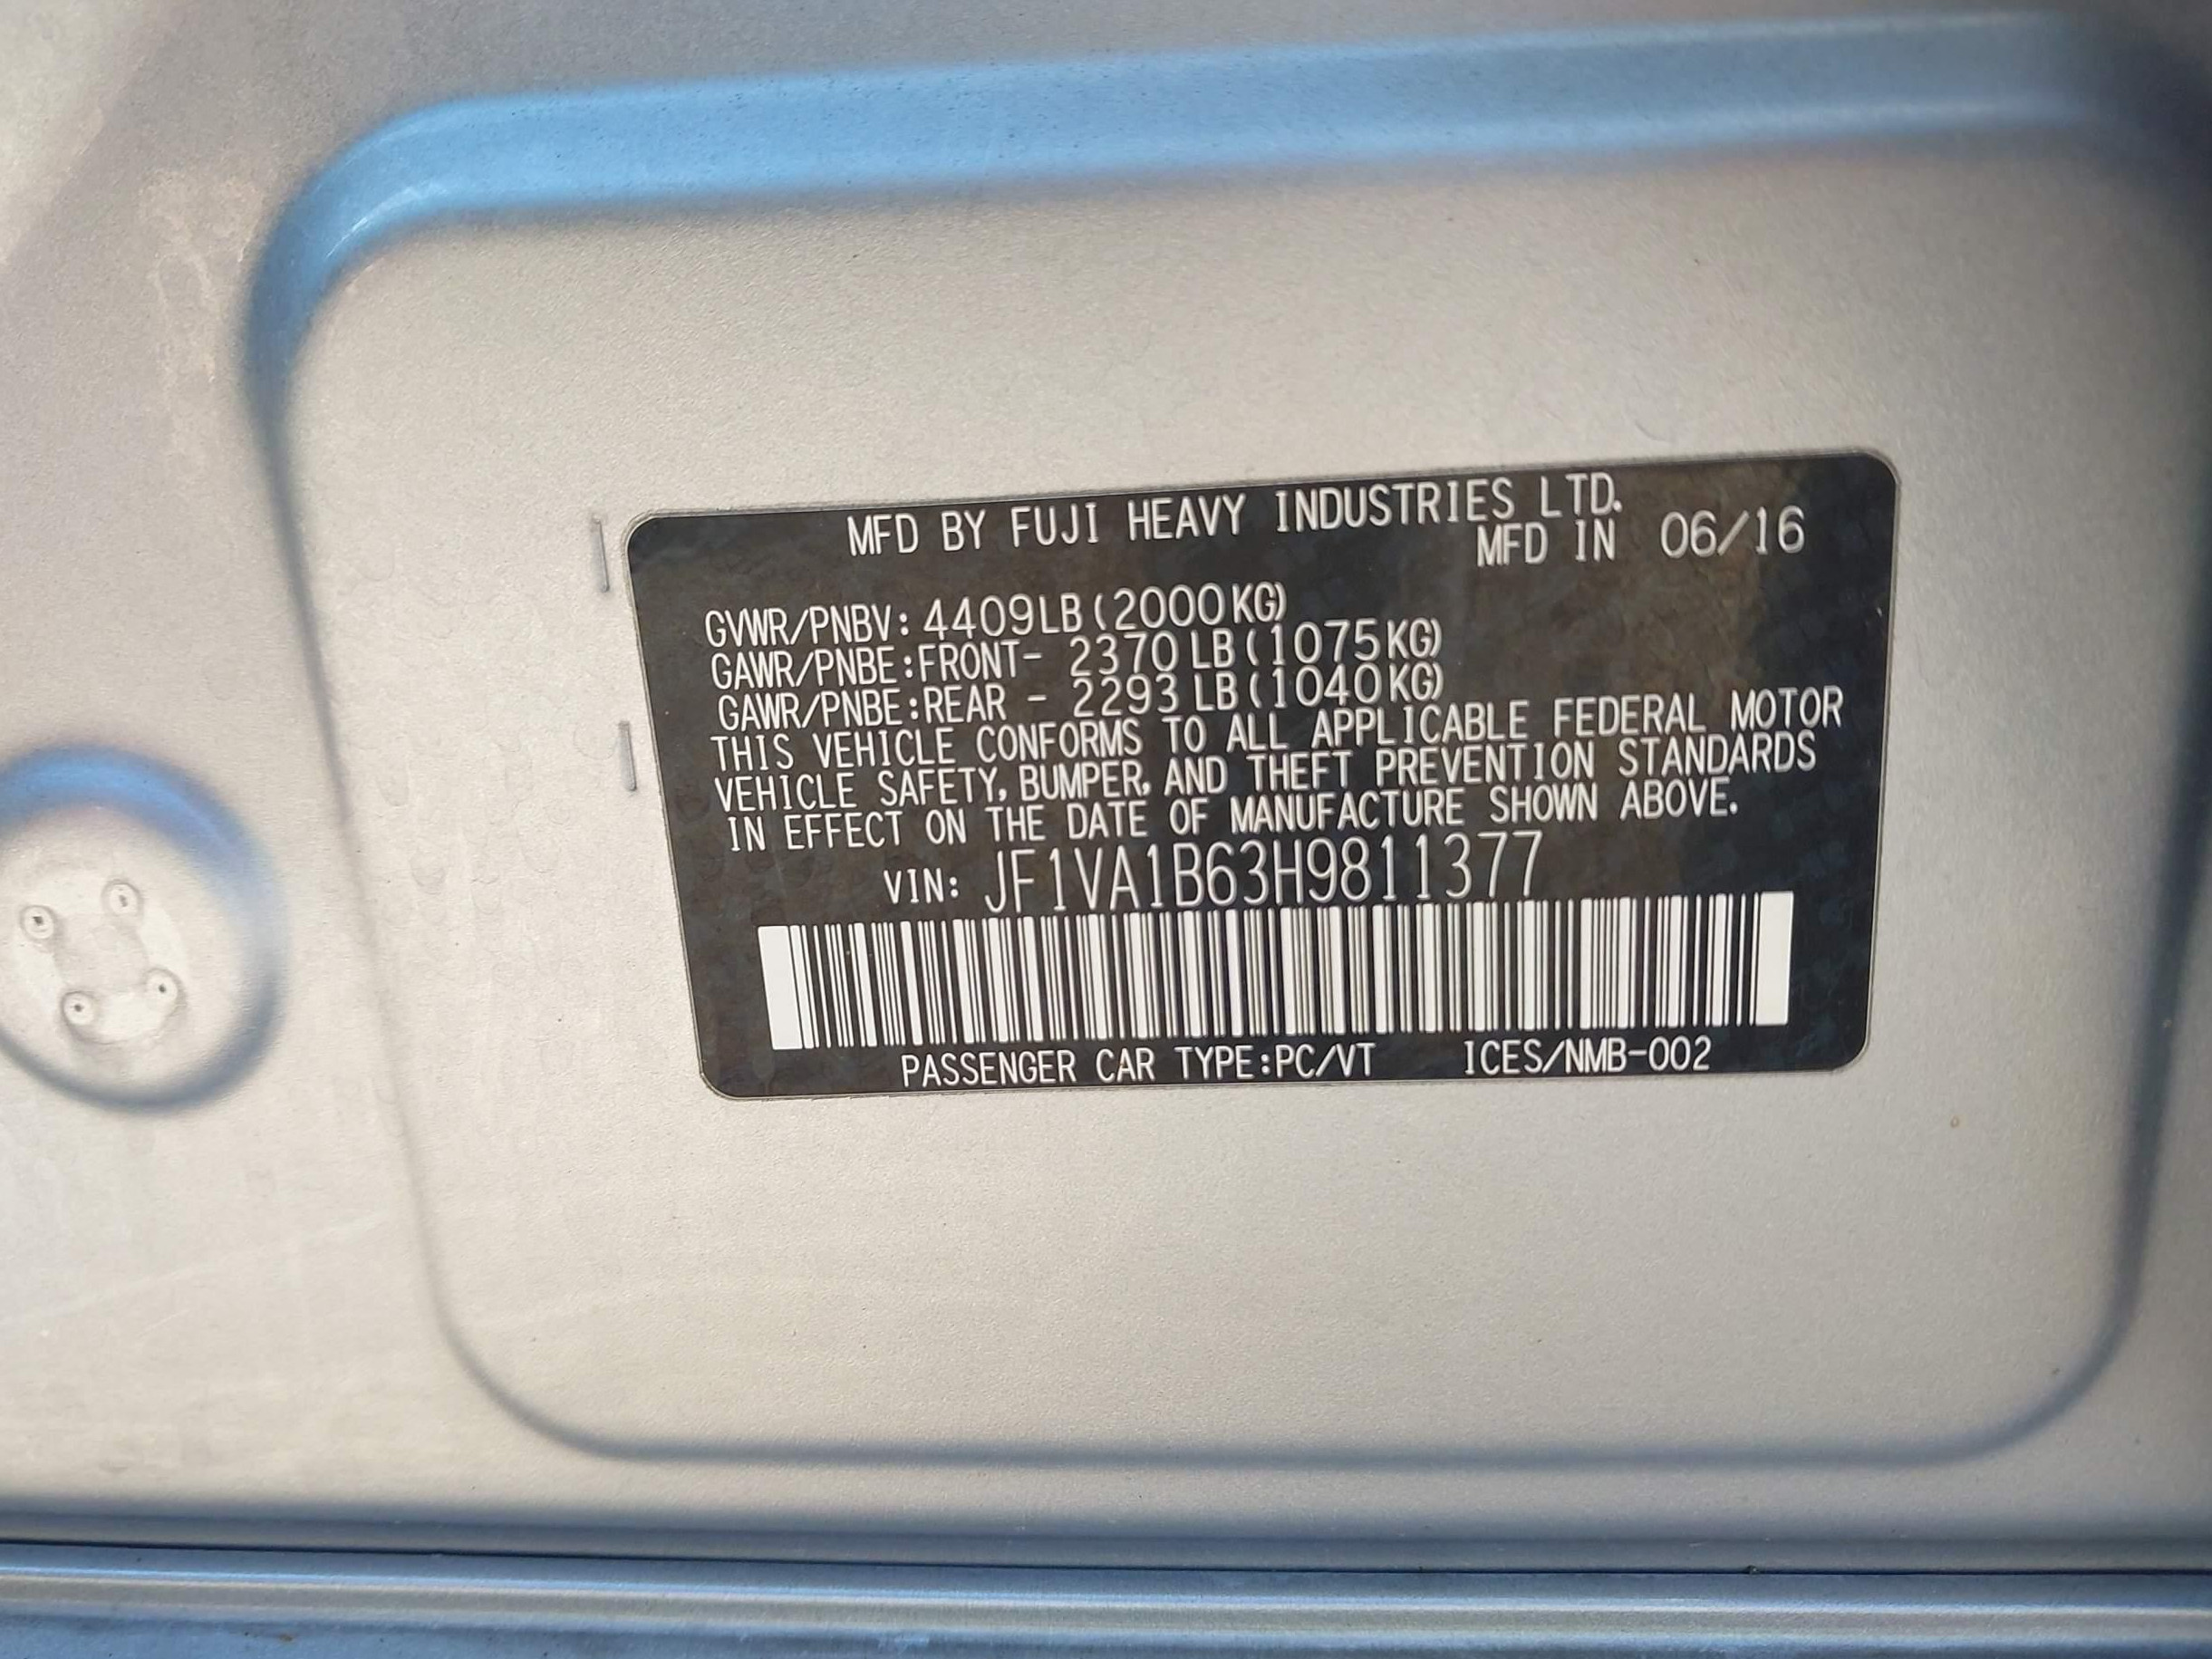 MFD BY FUJI HEAVY INDUSTRIES LTD.
MFD IN 06/16
GVWR/PNBV: 4409LB(2000KG)
GAWR/PNBE:FRONT- 2370LB(1075KG)
GAWR/PNBE:REAR - 2293LB(1040KG)
THIS VEHICLE CONFORMS TO ALL APPLICABLE FEDERAL MOTOR
VEHICLE SAFETY, BUMPER, AND THEFT PREVENTION STANDARDS
IN EFFECT ON THE DATE OF MANUFACTURE SHOWN ABOVE.
VIN: JF1VA1B63H9811377
PASSENGER CAR TYPE:PC/VT ICES/NMB-002